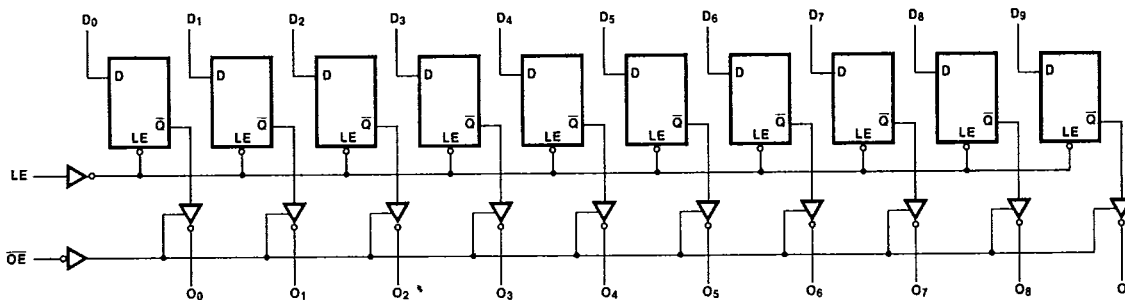 D0 D1 D2 D3 D4 D5 D6 D7 D8 D9
D D D D D D D D D D
Q̅ Q̅ Q̅ Q̅ Q̅ Q̅ Q̅ Q̅ Q̅ Q̅
LE LE LE LE LE LE LE LE LE LE
LE
O̅E̅
O0 O1 O2 O3 O4 O5 O6 O7 O8 O